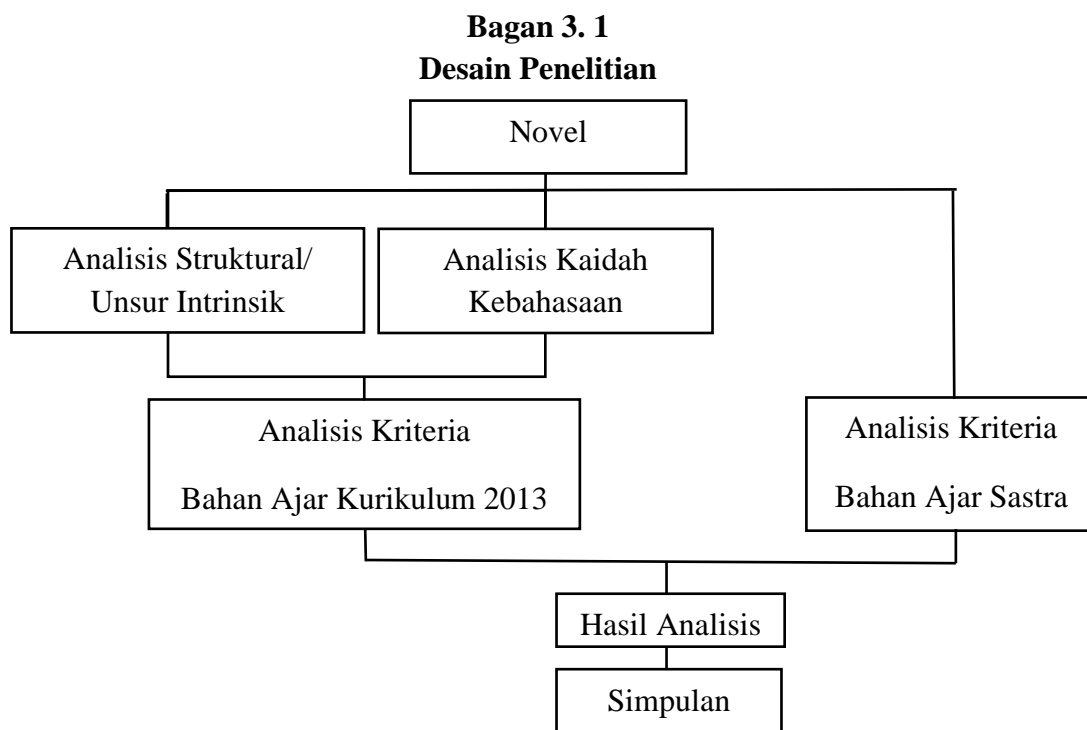 Bagan 3. 1
Desain Penelitian
Novel
Analisis Struktural/
Unsur Intrinsik
Analisis Kaidah
Kebahasaan
Analisis Kriteria
Bahan Ajar Kurikulum 2013
Analisis Kriteria
Bahan Ajar Sastra
Hasil Analisis
Simpulan